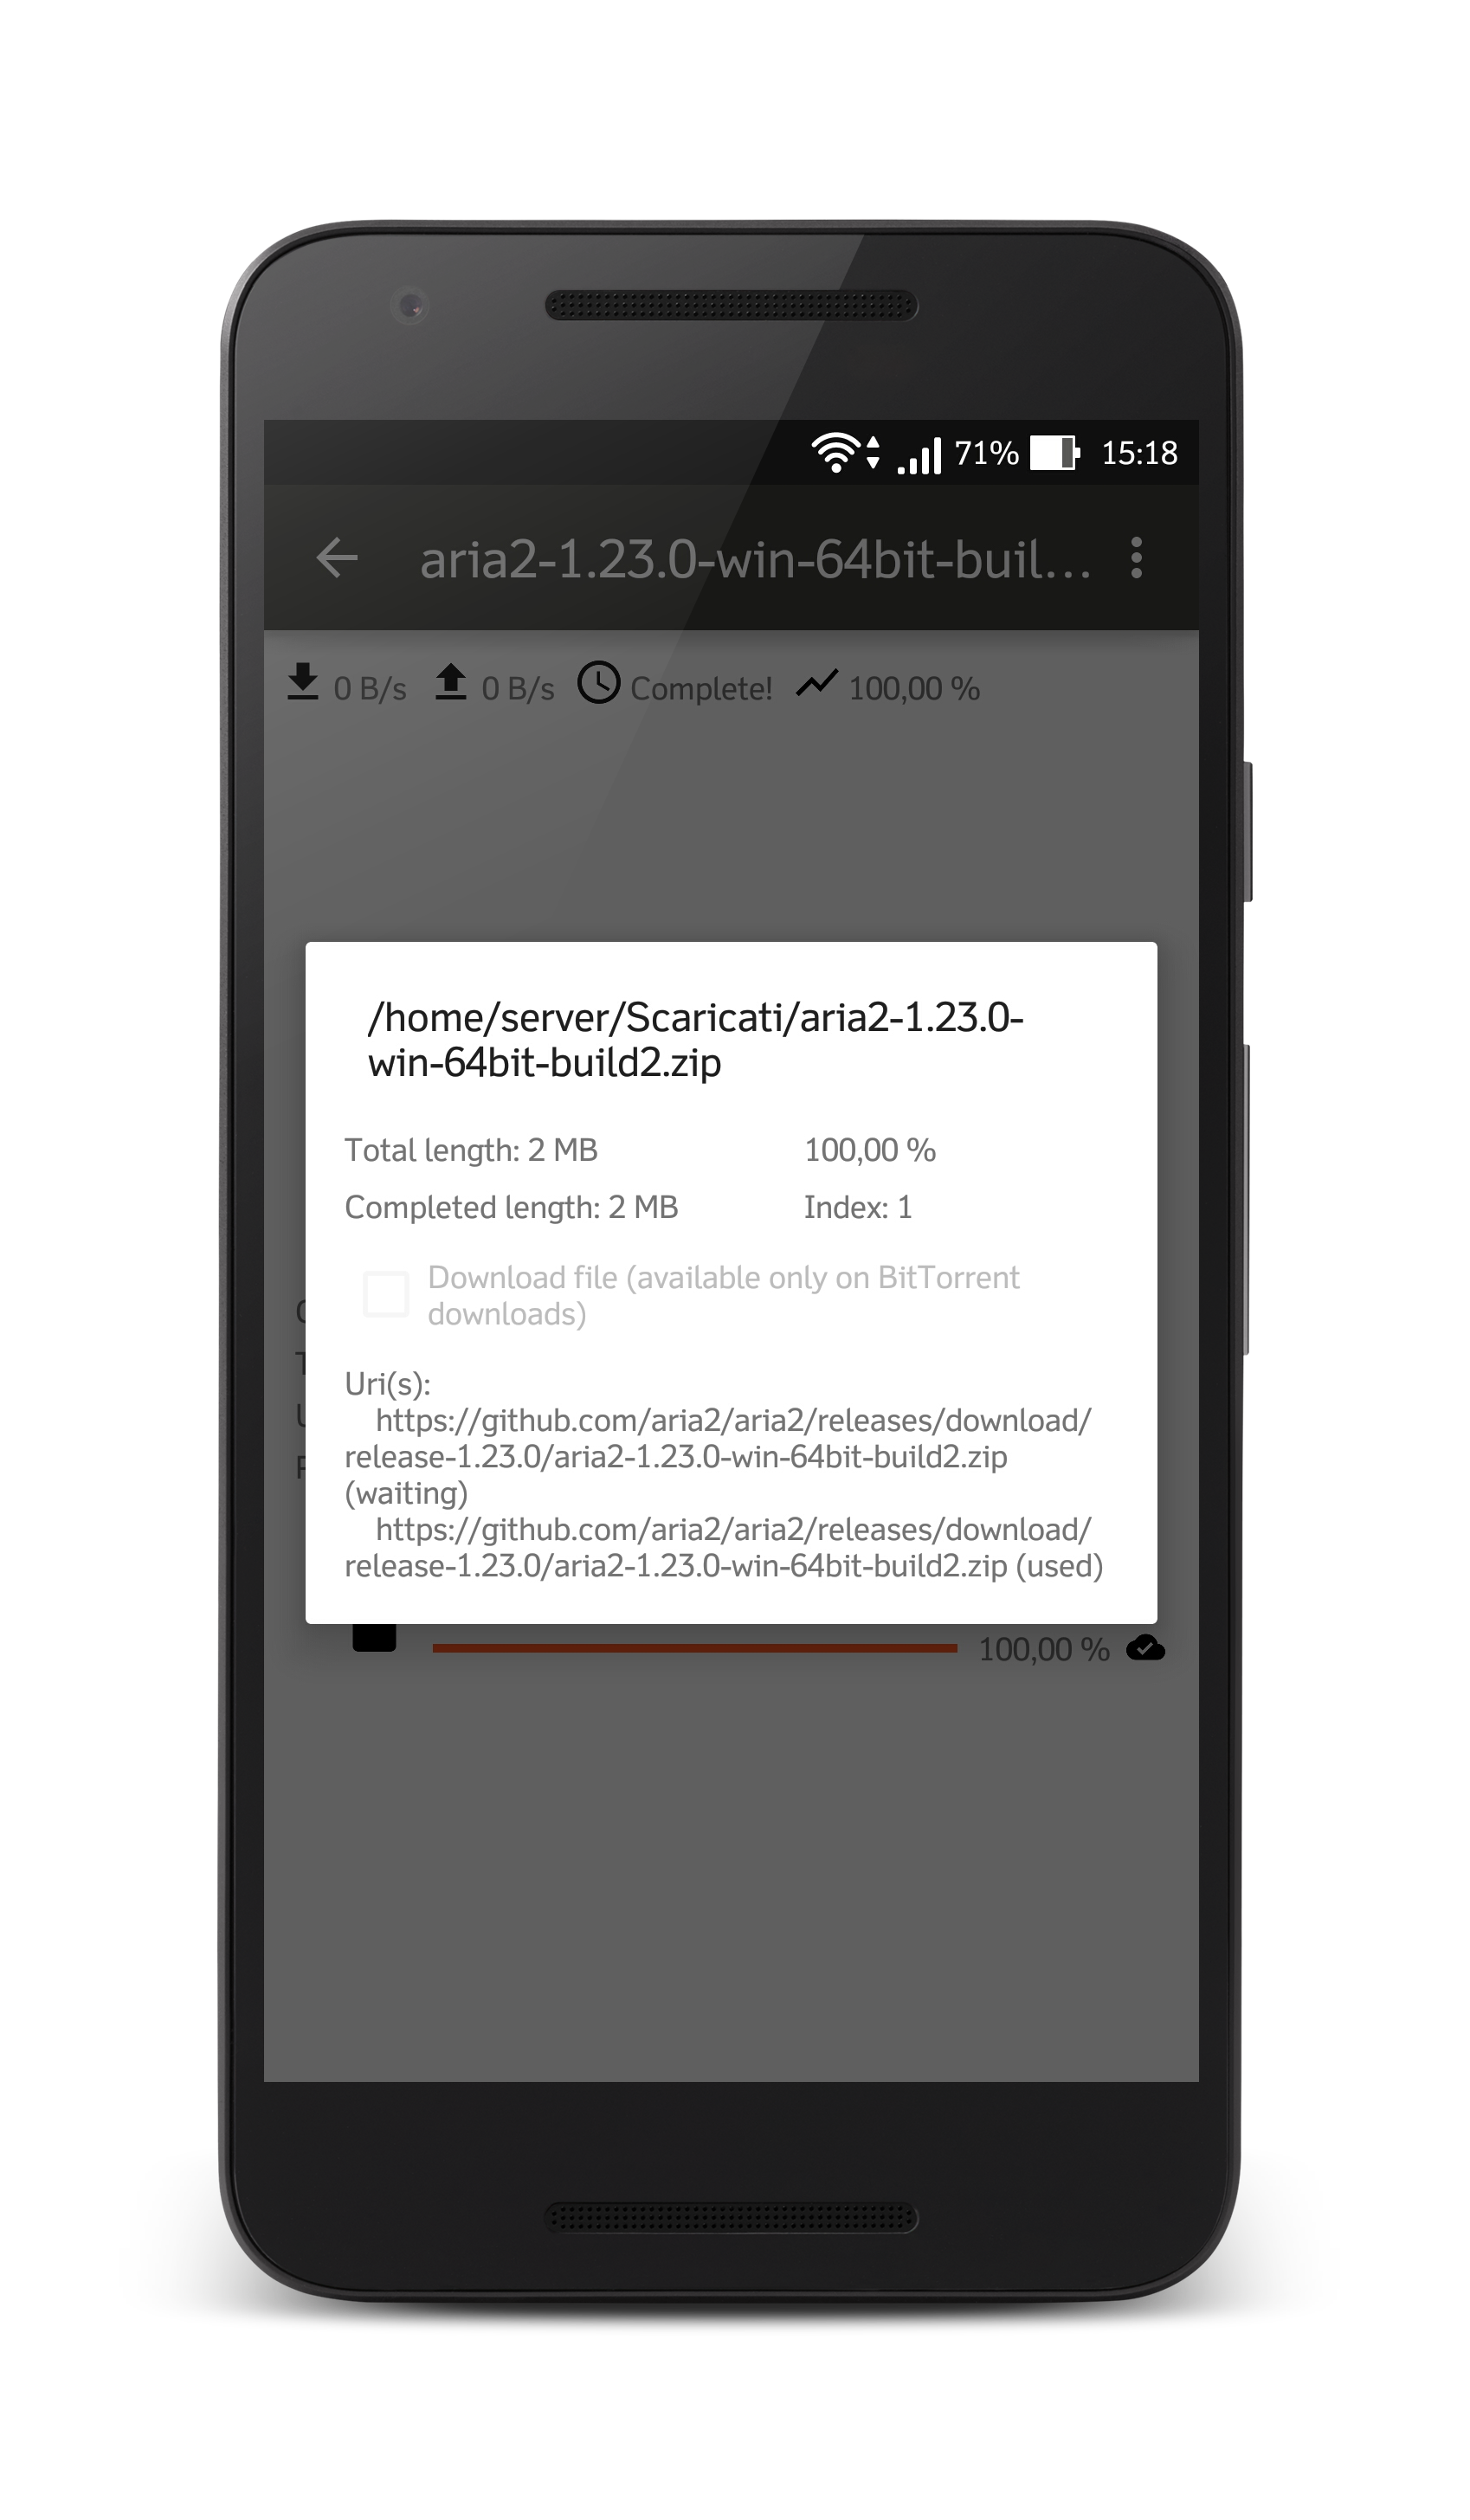 71% 15:18
aria2-1.23.0-win-64bit-buil...
0 B/s 0 B/s Complete! 100,00 %
/home/server/Scaricati/aria2-1.23.0-
win-64bit-build2.zip
Total length: 2 MB 100,00 %
Completed length: 2 MB Index: 1
Download file (available only on BitTorrent
downloads)
Uri(s):
https://github.com/aria2/aria2/releases/download/
release-1.23.0/aria2-1.23.0-win-64bit-build2.zip
(waiting)
https://github.com/aria2/aria2/releases/download/
release-1.23.0/aria2-1.23.0-win-64bit-build2.zip (used)
100,00 %